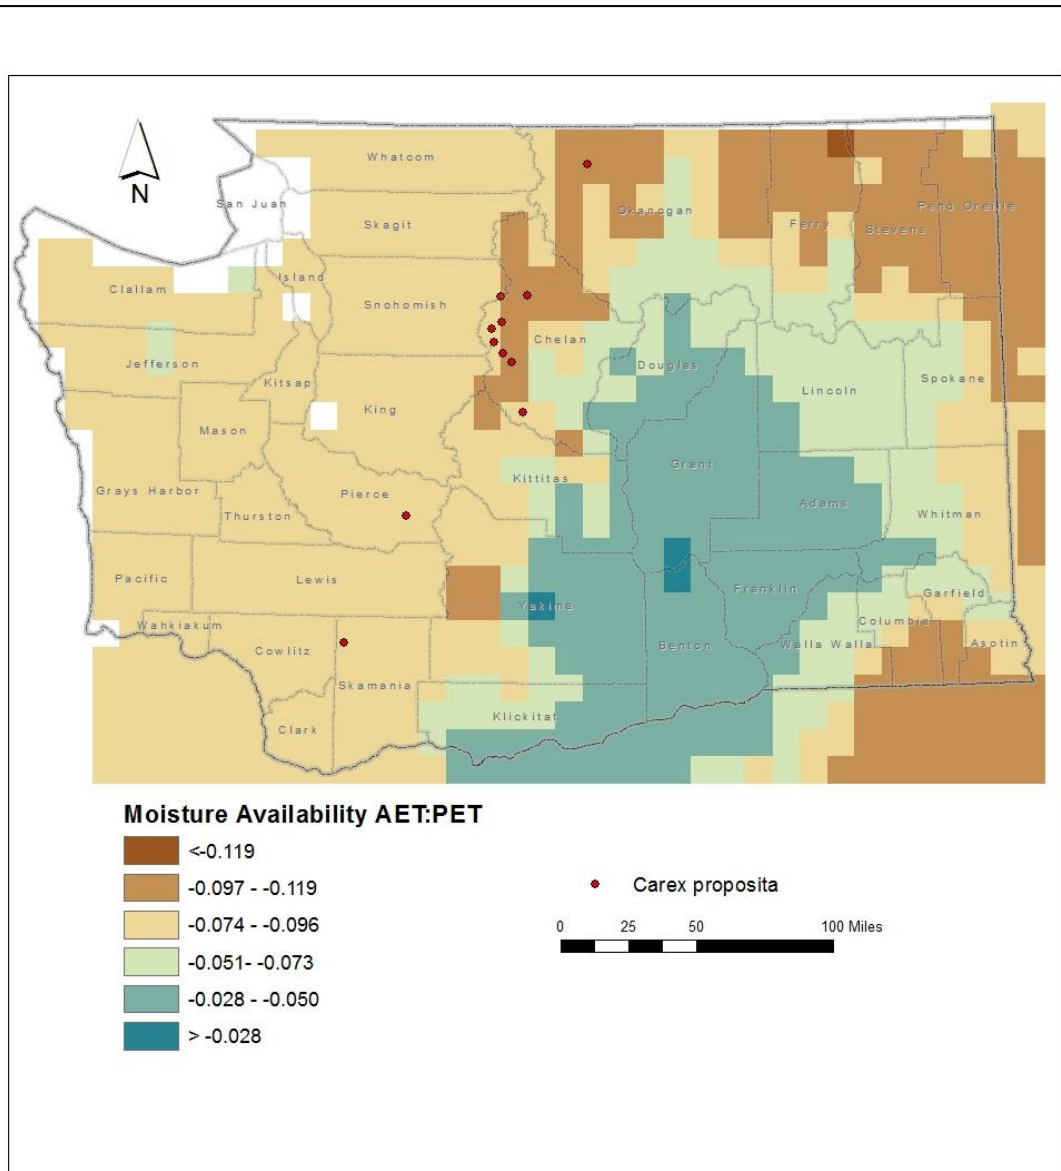 Whatcom
N
San Juan
Okanogan
Pend Oreille
Skagit
Ferry
Stevens
Island
Clallam
Snohomish
Chelan
Jefferson
Douglas
Kitsap
Lincoln
Spokane
King
Mason
Grant
Kittitas
Grays Harbor
Pierce
Adams
Thurston
Whitman
Pacific
Lewis
Franklin
Garfield
Yakima
Columbia
Wahkiakum
Cowlitz
Benton
Walla Walla
Asotin
Skamania
Klickitat
Clark
Moisture Availability AET:PET
<-0.119
-0.097 - -0.119
-0.074 - -0.096
-0.051- -0.073
-0.028 - -0.050
> -0.028
Carex proposita
0 25 50 100 Miles